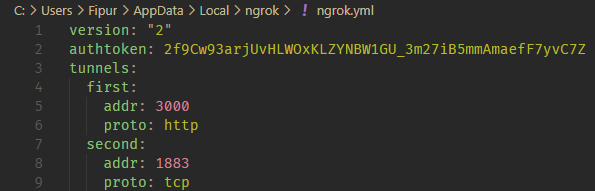 C: > Users > Fipur > AppData > Local > ngrok > ! ngrok.yml
1 version: "2"
2 authtoken: 2f9Cw93arjUvHLWOxKLZYNBW1GU_3m27iB5mmAmaefF7yvC7Z
3 tunnels:
4 first:
5 addr: 3000
6 proto: http
7 second:
8 addr: 1883
9 proto: tcp